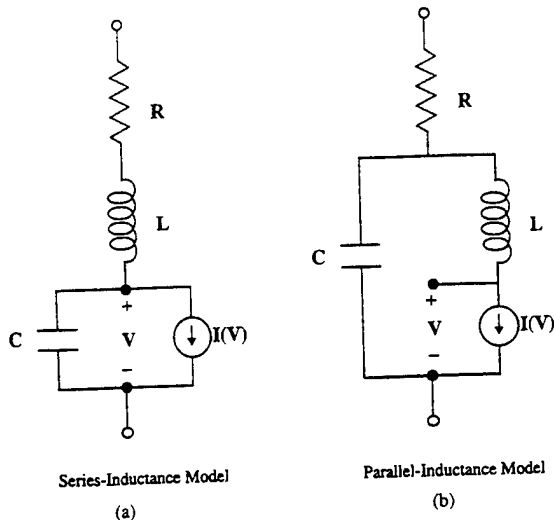 R
L
C
+
V
−
I(V)
Series-Inductance Model
(a)
R
L
C
+
V
−
I(V)
Parallel-Inductance Model
(b)